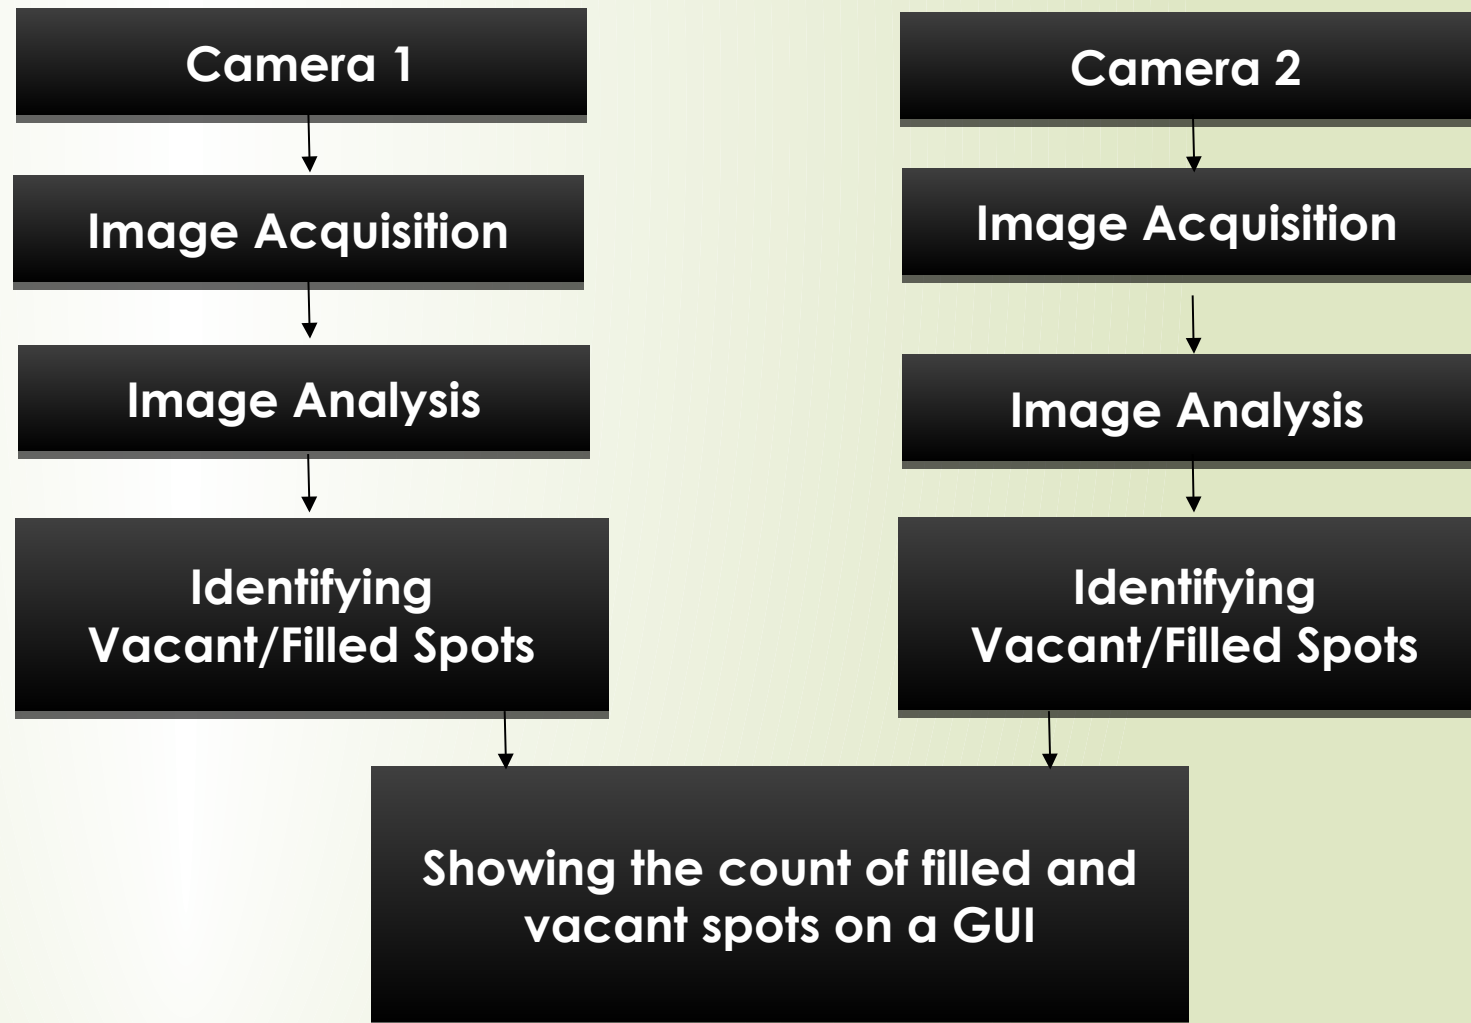 Camera 1
Image Acquisition
Image Analysis
Identifying
Vacant/Filled Spots
Camera 2
Image Acquisition
Image Analysis
Identifying
Vacant/Filled Spots
Showing the count of filled and
vacant spots on a GUI